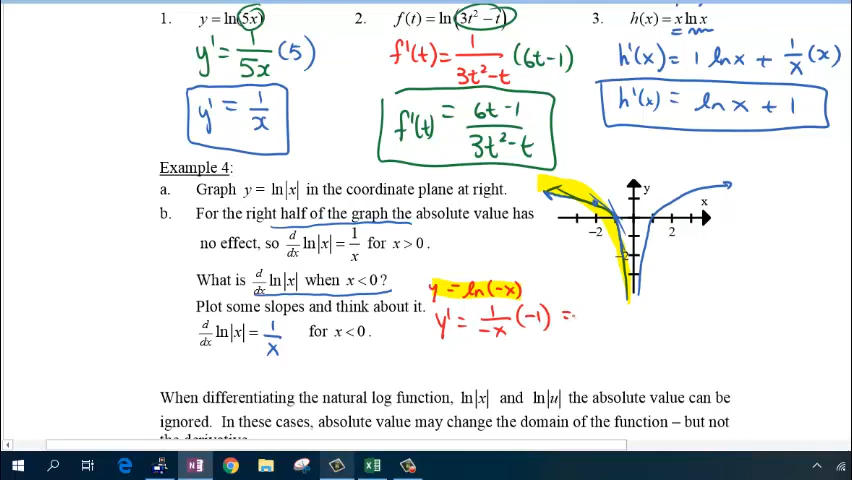 1. y = ln(5x) 2. f(t) = ln(3t² − t) 3. h(x) = x ln x
y' = 1/5x (5) f'(t) = 1/3t²−t (6t−1) h'(x) = 1 lnx + 1/x (x)
y' = 1/x f'(t) = 6t−1/3t²−t h'(x) = lnx + 1
Example 4:
a. Graph y = ln|x| in the coordinate plane at right.
b. For the right half of the graph the absolute value has
no effect, so d/dx ln|x| = 1/x for x > 0.
What is d/dx ln|x| when x < 0?
Plot some slopes and think about it.
d/dx ln|x| = 1/x for x < 0.
y = ln(−x)
y' = 1/−x (−1) =
y
x
−2 2
−2
When differentiating the natural log function, ln|x| and ln|u| the absolute value can be
ignored. In these cases, absolute value may change the domain of the function – but not
the derivative.